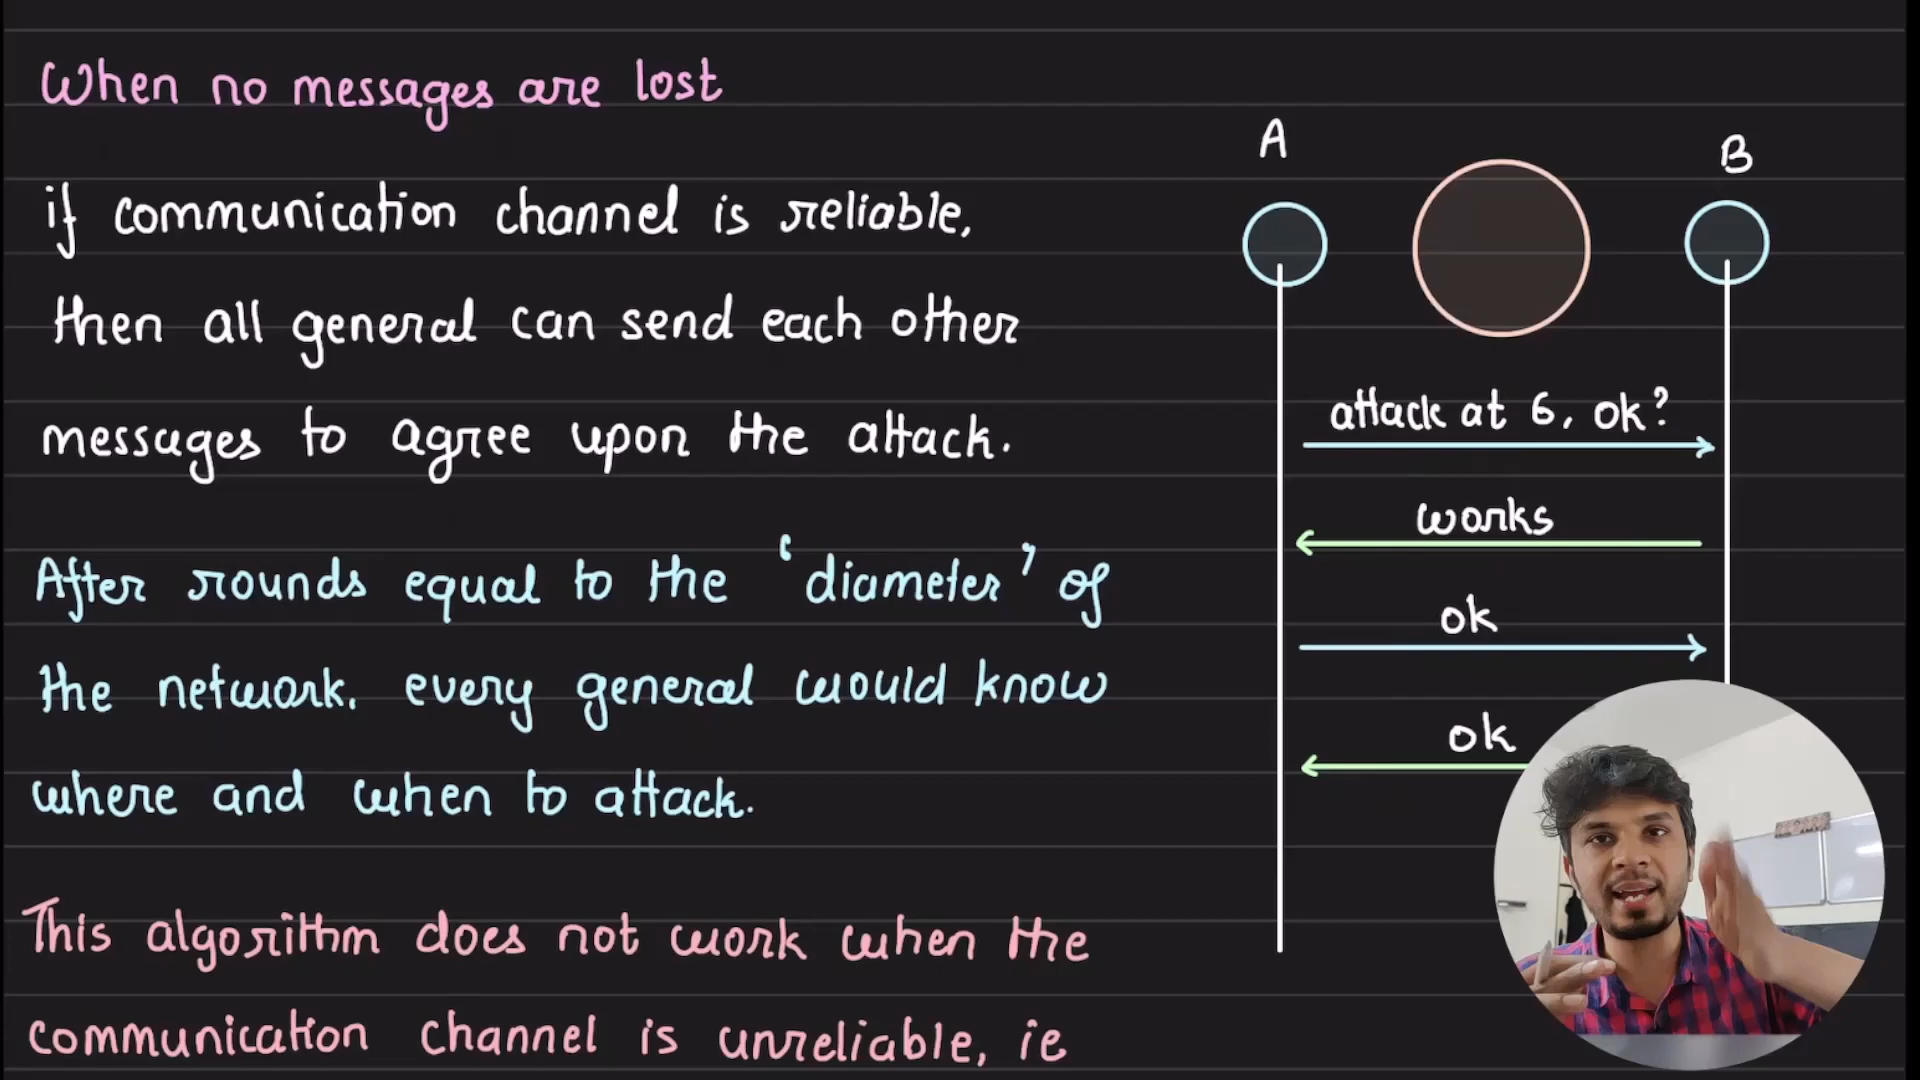 When no messages are lost
if communication channel is reliable,
then all general can send each other
messages to agree upon the attack.
After rounds equal to the 'diameter' of
the network. every general would know
where and when to attack.
This algorithm does not work when the
communication channel is unreliable, ie
A
B
attack at 6, ok?
works
ok
ok